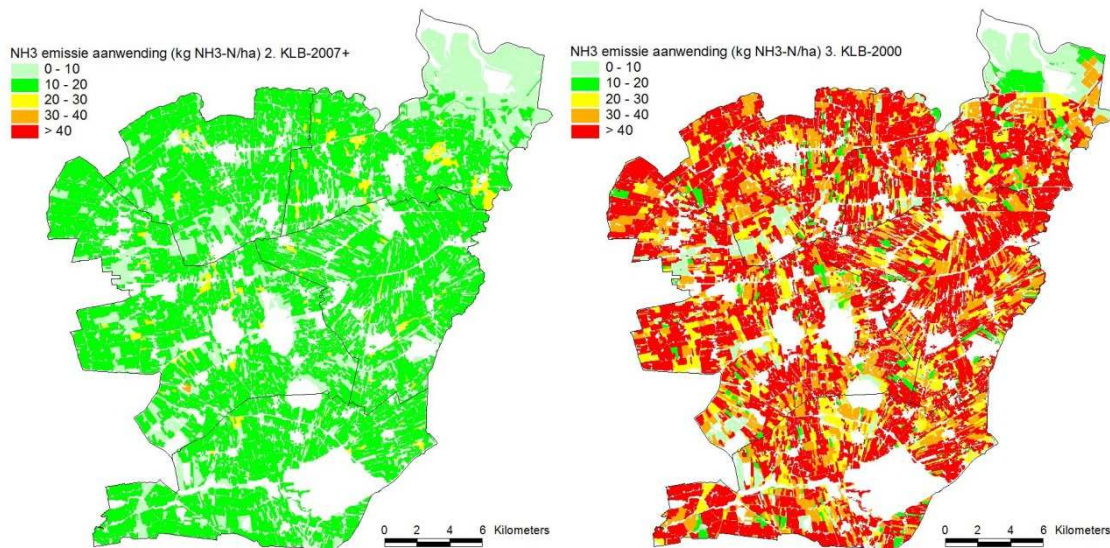 NH3 emissie aanwending (kg NH3-N/ha) 2. KLB-2007+
0 - 10
10 - 20
20 - 30
30 - 40
> 40
0 2 4 6 Kilometers
NH3 emissie aanwending (kg NH3-N/ha) 3. KLB-2000
0 - 10
10 - 20
20 - 30
30 - 40
> 40
0 2 4 6 Kilometers